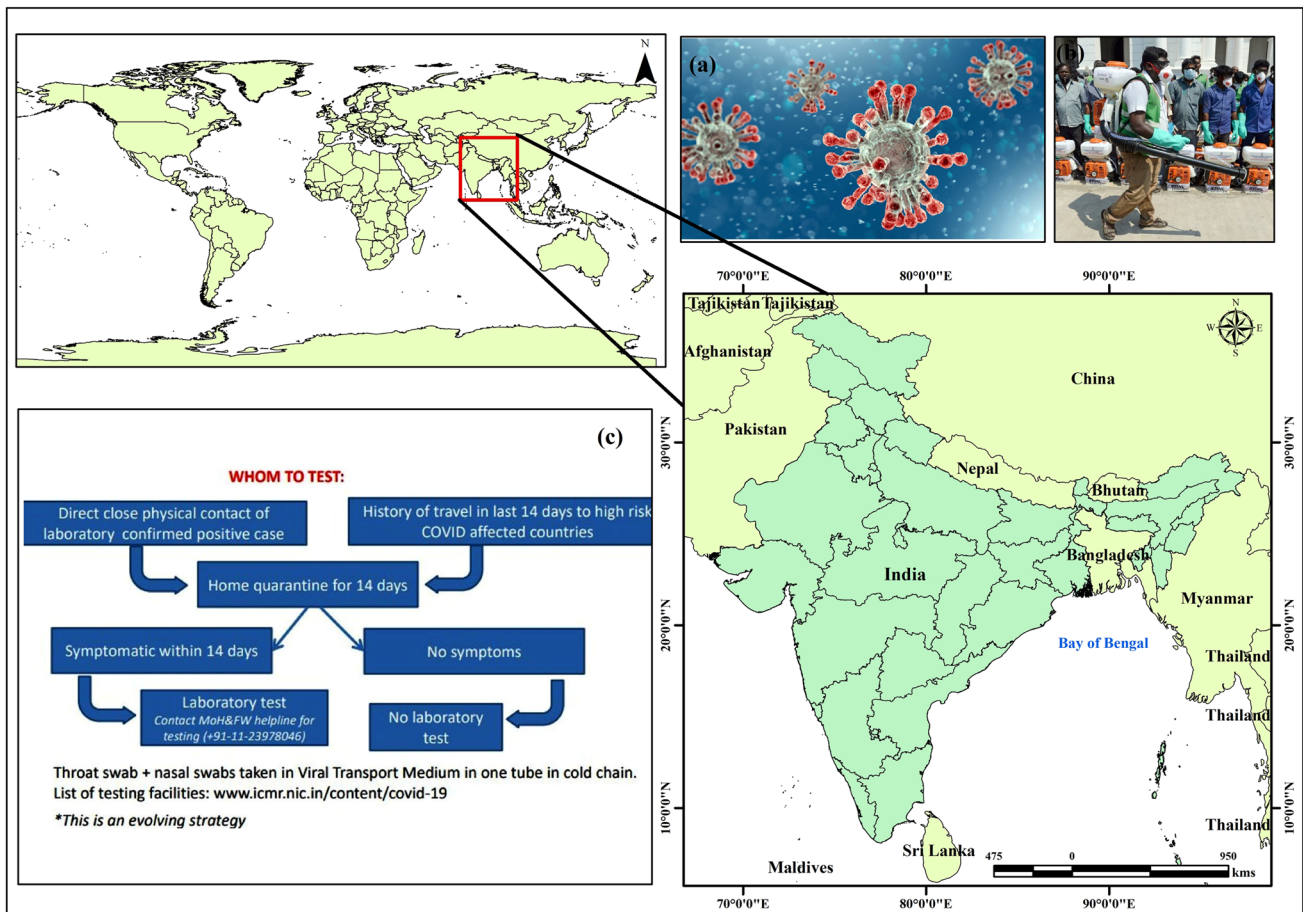 N
(a)
(b)
70°0'0"E
80°0'0"E
90°0'0"E
Tajikistan
Tajikistan
N
W
E
S
Afghanistan
China
Pakistan
30°0'0"N
30°0'0"N
Nepal
Bhutan
Bangladesh
India
Myanmar
20°0'0"N
20°0'0"N
Bay of Bengal
Thailand
Thailand
10°0'0"N
10°0'0"N
Thailand
Sri Lanka
Maldives
475
0
950
kms
70°0'0"E
80°0'0"E
90°0'0"E
(c)
WHOM TO TEST:
Direct close physical contact of
laboratory confirmed positive case
History of travel in last 14 days to high risk
COVID affected countries
Home quarantine for 14 days
Symptomatic within 14 days
No symptoms
Laboratory test
Contact MoH&FW helpline for
testing (+91-11-23978046)
No laboratory
test
Throat swab + nasal swabs taken in Viral Transport Medium in one tube in cold chain.
List of testing facilities: www.icmr.nic.in/content/covid-19
*This is an evolving strategy